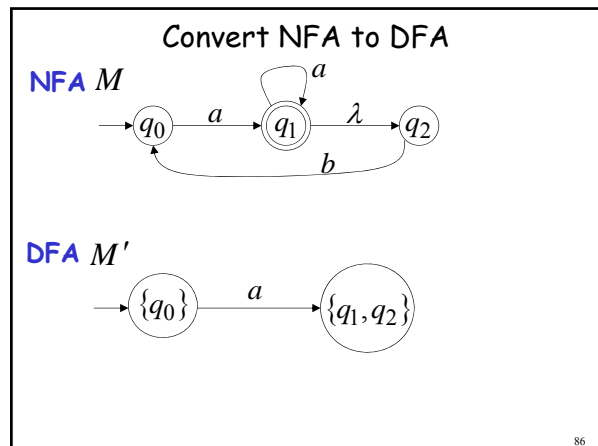 Convert NFA to DFA
NFA M
a
q0 a q1 λ q2
b
DFA M′
{q0} a {q1, q2}
86